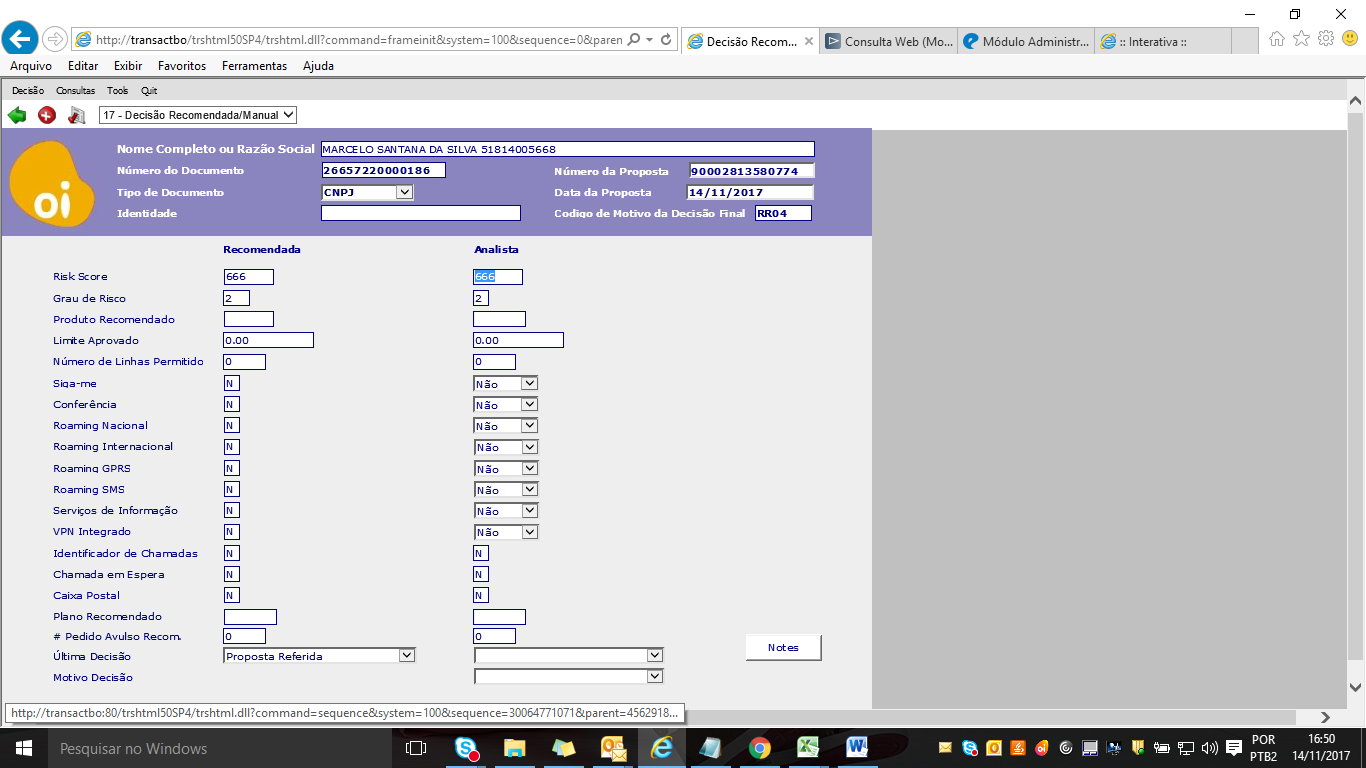 http://transactbo/trshtml50SP4/trshtml.dll?command=frameinit&system=100&sequence=0&paren
Decisão Recom...
Consulta Web (Mo...
Módulo Administr...
:: Interativa ::
Arquivo Editar Exibir Favoritos Ferramentas Ajuda
Decisão Consultas Tools Quit
17 - Decisão Recomendada/Manual
oi
Nome Completo ou Razão Social MARCELO SANTANA DA SILVA 51814005668
Número do Documento 26657220000186 Número da Proposta 90002813580774
Tipo de Documento CNPJ Data da Proposta 14/11/2017
Identidade Codigo de Motivo da Decisão Final RR04
Recomendada Analista
Risk Score 666 666
Grau de Risco 2 2
Produto Recomendado
Limite Aprovado 0.00 0.00
Número de Linhas Permitido 0 0
Siga-me N Não
Conferência N Não
Roaming Nacional N Não
Roaming Internacional N Não
Roaming GPRS N Não
Roaming SMS N Não
Serviços de Informação N Não
VPN Integrado N Não
Identificador de Chamadas N N
Chamada em Espera N N
Caixa Postal N N
Plano Recomendado
# Pedido Avulso Recom. 0 0
Notes
Última Decisão Proposta Referida
Motivo Decisão
http://transactbo:80/trshtml50SP4/trshtml.dll?command=sequence&system=100&sequence=30064771071&parent=4562918...
Pesquisar no Windows
POR
PTB2
16:50
14/11/2017